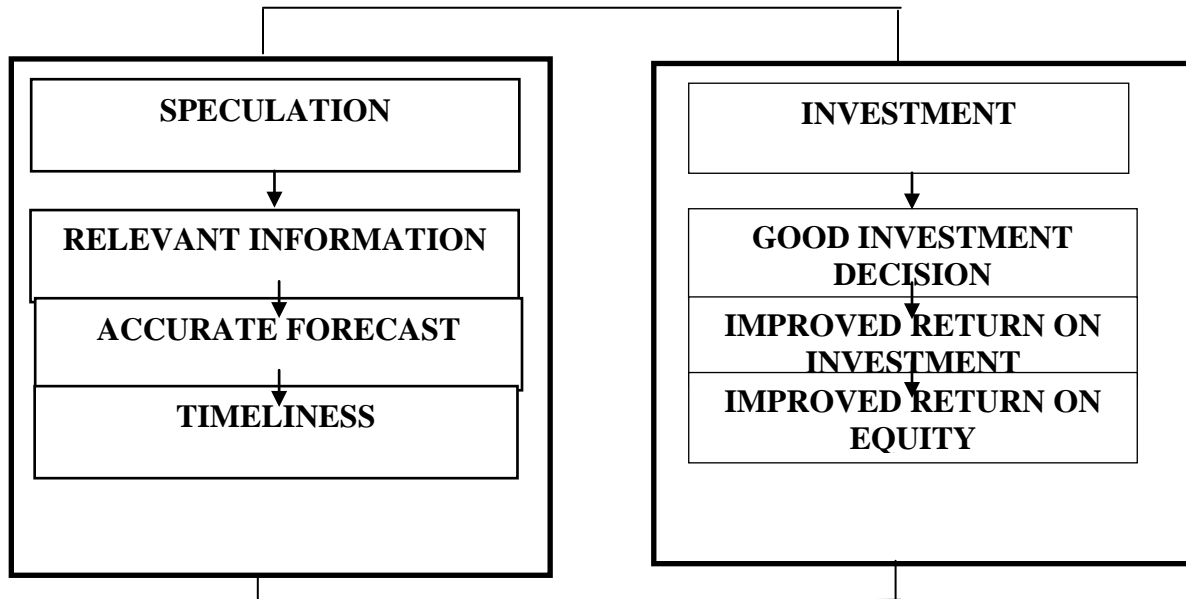 SPECULATION
RELEVANT INFORMATION
ACCURATE FORECAST
TIMELINESS
INVESTMENT
GOOD INVESTMENT
DECISION
IMPROVED RETURN ON
INVESTMENT
IMPROVED RETURN ON
EQUITY